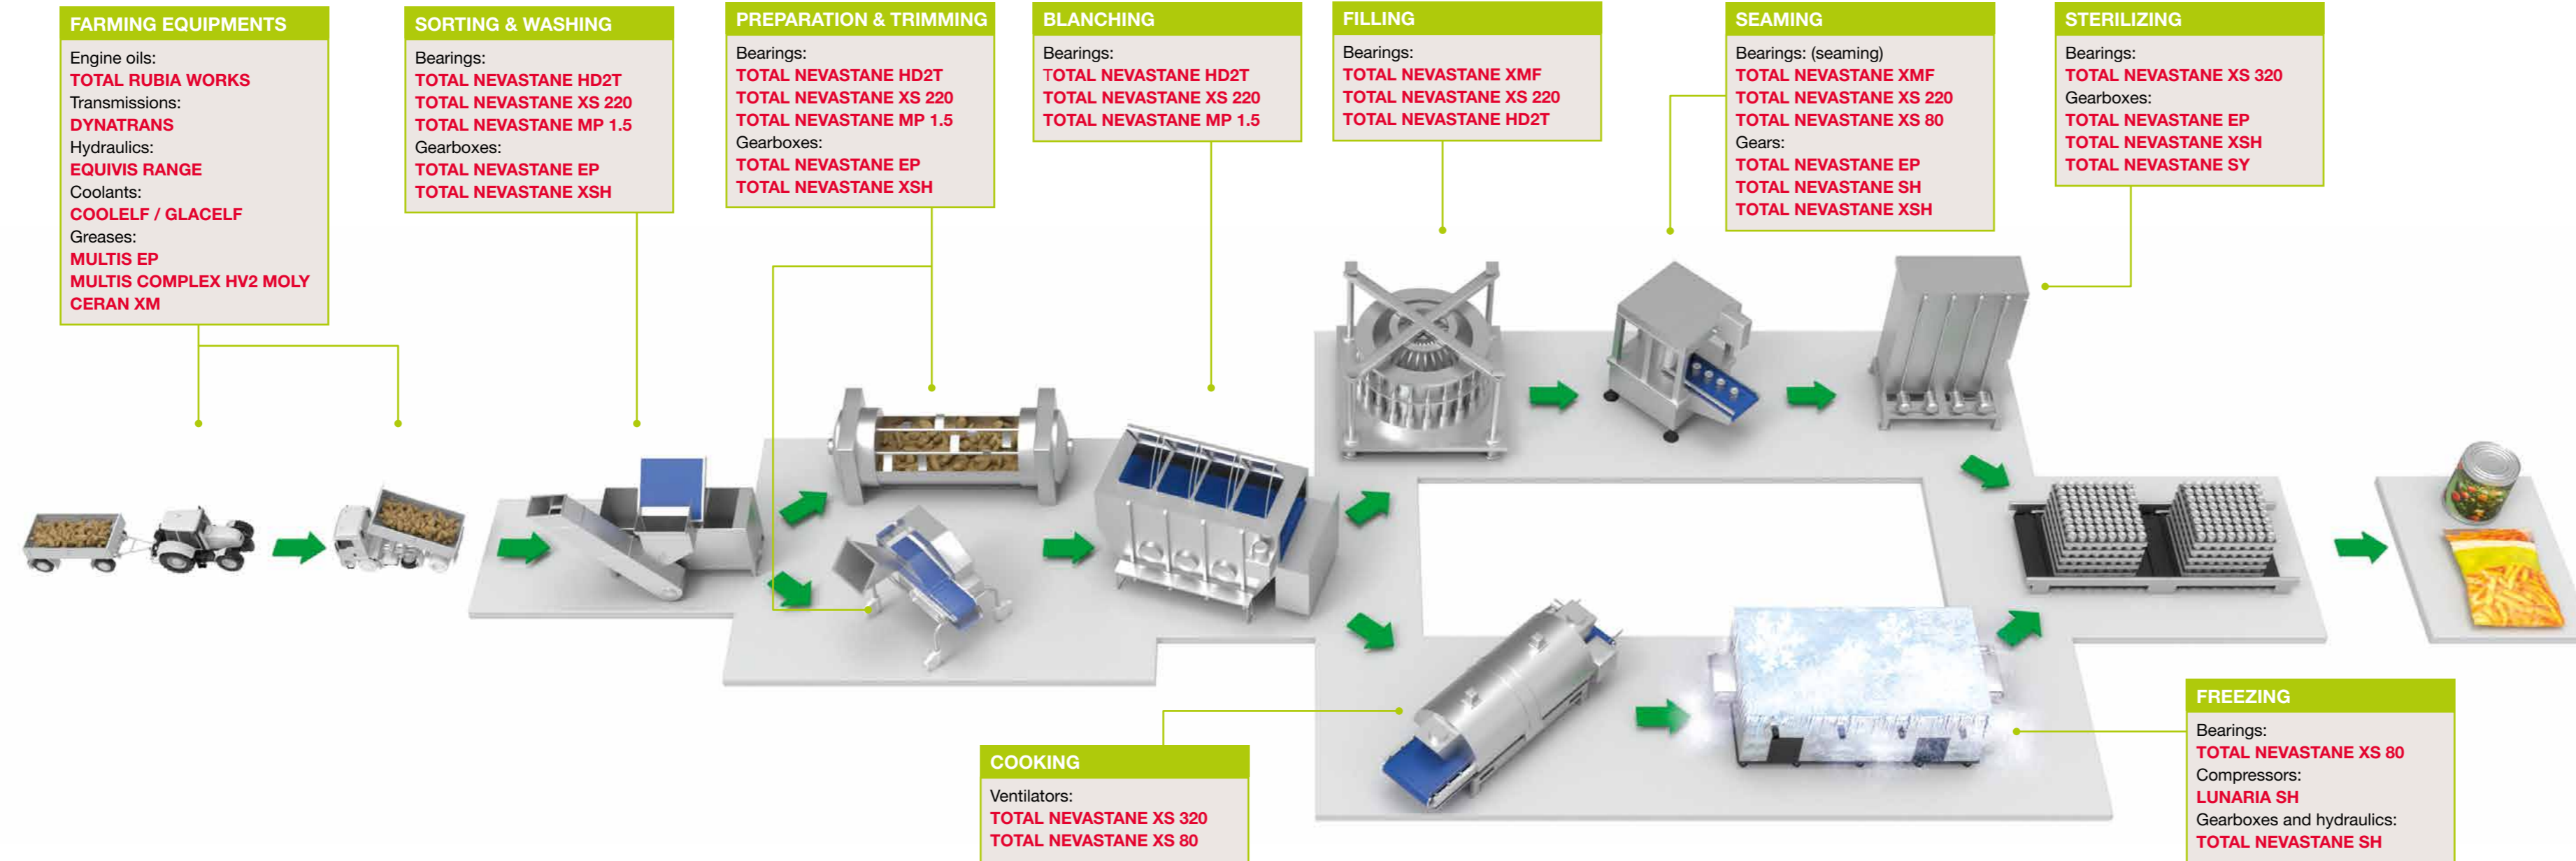 FARMING EQUIPMENTS
Engine oils:
TOTAL RUBIA WORKS
Transmissions:
DYNATRANS
Hydraulics:
EQUIVIS RANGE
Coolants:
COOLELF / GLACELF
Greases:
MULTIS EP
MULTIS COMPLEX HV2 MOLY
CERAN XM
SORTING & WASHING
Bearings:
TOTAL NEVASTANE HD2T
TOTAL NEVASTANE XS 220
TOTAL NEVASTANE MP 1.5
Gearboxes:
TOTAL NEVASTANE EP
TOTAL NEVASTANE XSH
PREPARATION & TRIMMING
Bearings:
TOTAL NEVASTANE HD2T
TOTAL NEVASTANE XS 220
TOTAL NEVASTANE MP 1.5
Gearboxes:
TOTAL NEVASTANE EP
TOTAL NEVASTANE XSH
BLANCHING
Bearings:
TOTAL NEVASTANE HD2T
TOTAL NEVASTANE XS 220
TOTAL NEVASTANE MP 1.5
FILLING
Bearings:
TOTAL NEVASTANE XMF
TOTAL NEVASTANE XS 220
TOTAL NEVASTANE HD2T
SEAMING
Bearings: (seaming)
TOTAL NEVASTANE XMF
TOTAL NEVASTANE XS 220
TOTAL NEVASTANE XS 80
Gears:
TOTAL NEVASTANE EP
TOTAL NEVASTANE SH
TOTAL NEVASTANE XSH
STERILIZING
Bearings:
TOTAL NEVASTANE XS 320
Gearboxes:
TOTAL NEVASTANE EP
TOTAL NEVASTANE XSH
TOTAL NEVASTANE SY
COOKING
Ventilators:
TOTAL NEVASTANE XS 320
TOTAL NEVASTANE XS 80
FREEZING
Bearings:
TOTAL NEVASTANE XS 80
Compressors:
LUNARIA SH
Gearboxes and hydraulics:
TOTAL NEVASTANE SH